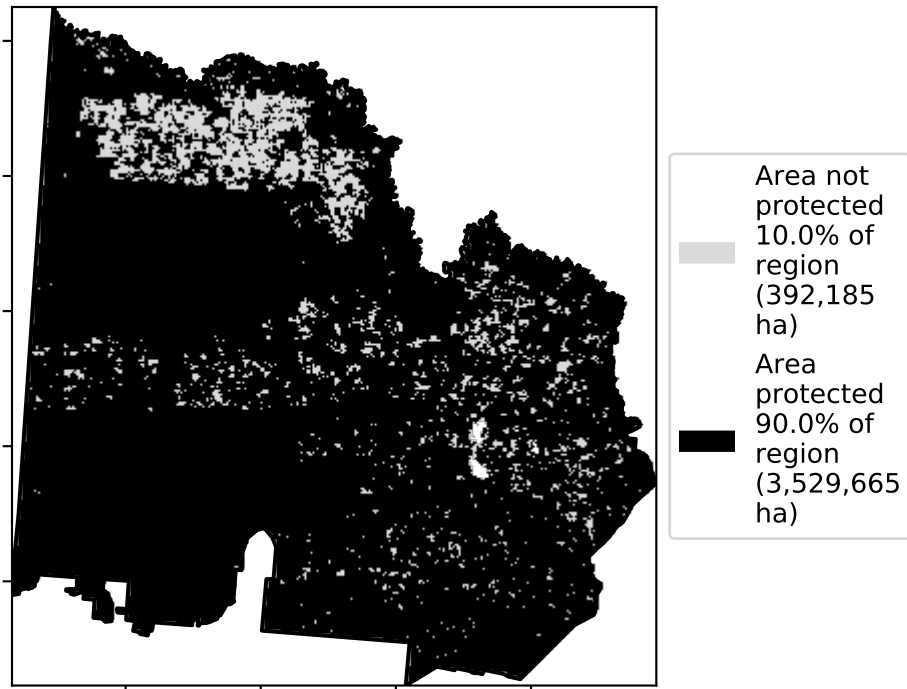 Area not
protected
10.0% of
region
(392,185
ha)
Area
protected
90.0% of
region
(3,529,665
ha)